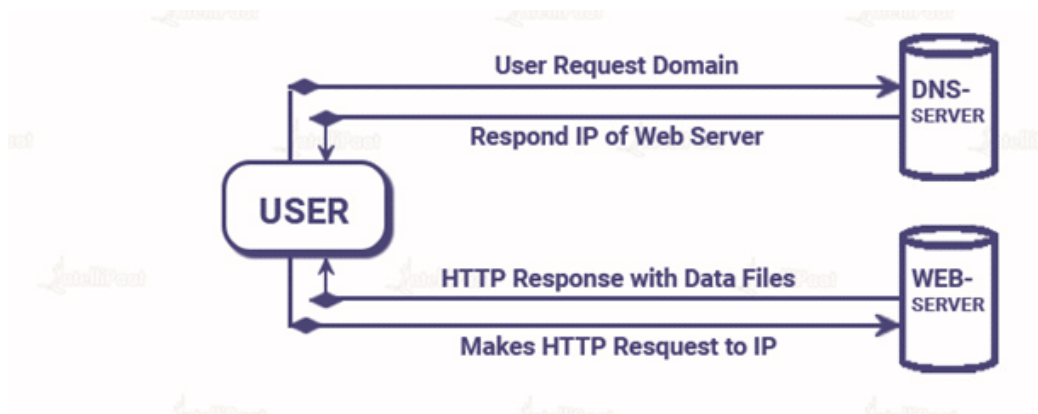 User Request Domain
DNS-
SERVER
Respond IP of Web Server
USER
HTTP Response with Data Files
WEB-
SERVER
Makes HTTP Resquest to IP